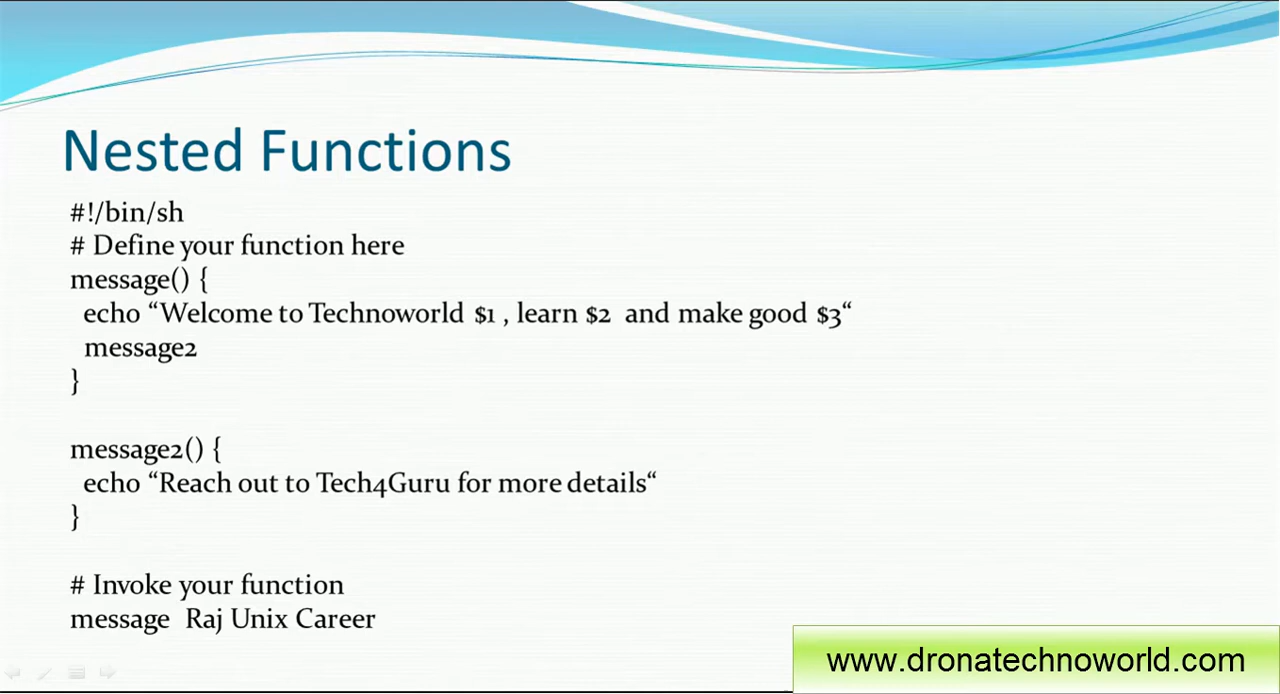 Nested Functions
#!/bin/sh
# Define your function here
message() {
echo “Welcome to Technoworld $1 , learn $2 and make good $3“
message2
}
message2() {
echo “Reach out to Tech4Guru for more details“
}
# Invoke your function
message Raj Unix Career
www.dronatechnoworld.com